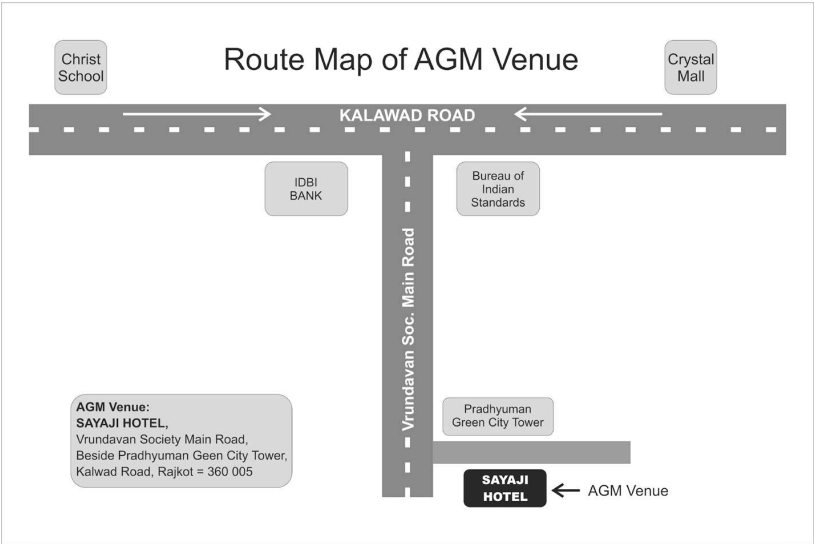 Route Map of AGM Venue
Christ
School
Crystal
Mall
KALAWAD ROAD
IDBI
BANK
Bureau of
Indian
Standards
Vrundavan Soc. Main Road
AGM Venue:
SAYAJI HOTEL,
Vrundavan Society Main Road,
Beside Pradhyuman Geen City Tower,
Kalwad Road, Rajkot = 360 005
Pradhyuman
Green City Tower
SAYAJI
HOTEL
AGM Venue